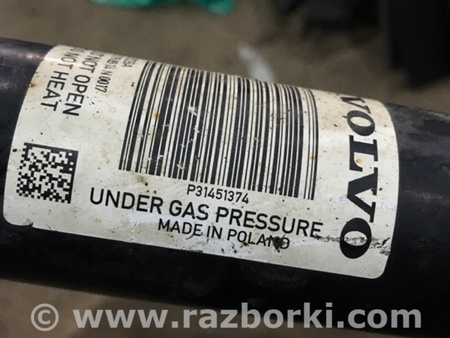 DO NOT OPEN
DO NOT HEAT
P31451374
UNDER GAS PRESSURE
MADE IN POLAND
VOLVO
© www.razborki.com